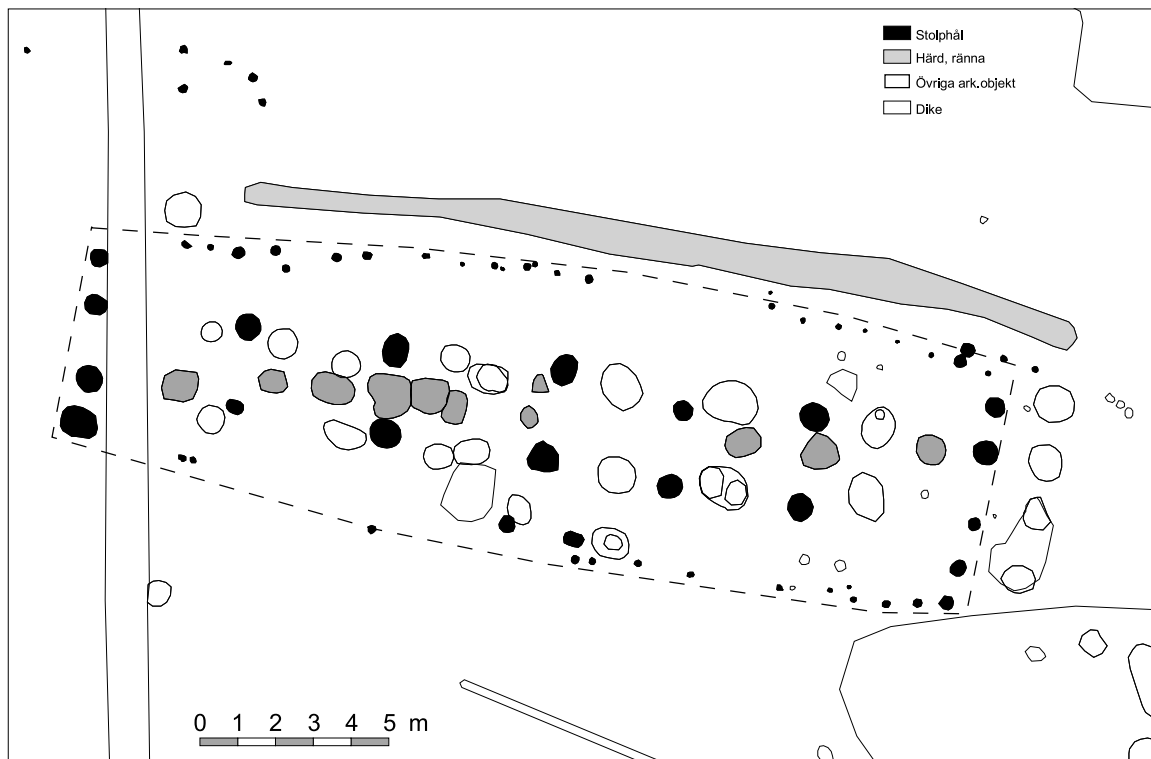 Stolphål
Härd, ränna
Övriga ark.objekt
Dike
0 1 2 3 4 5 m